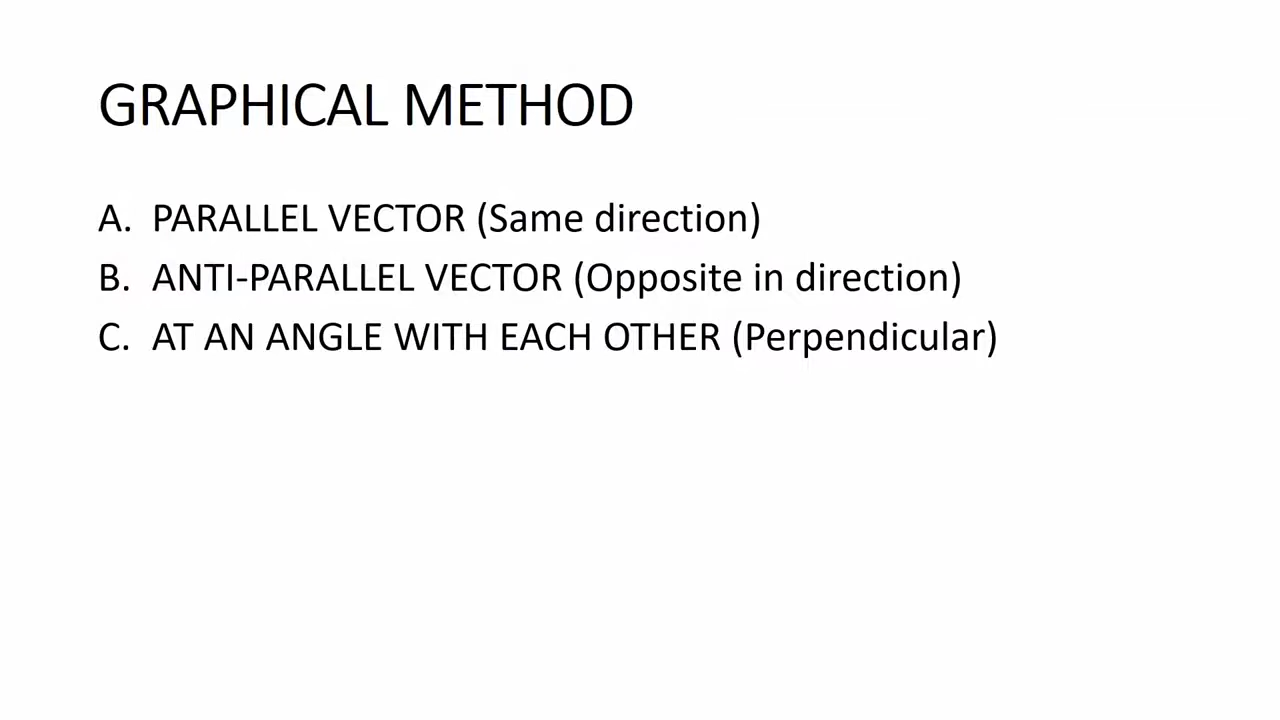 GRAPHICAL METHOD
A. PARALLEL VECTOR (Same direction)
B. ANTI-PARALLEL VECTOR (Opposite in direction)
C. AT AN ANGLE WITH EACH OTHER (Perpendicular)